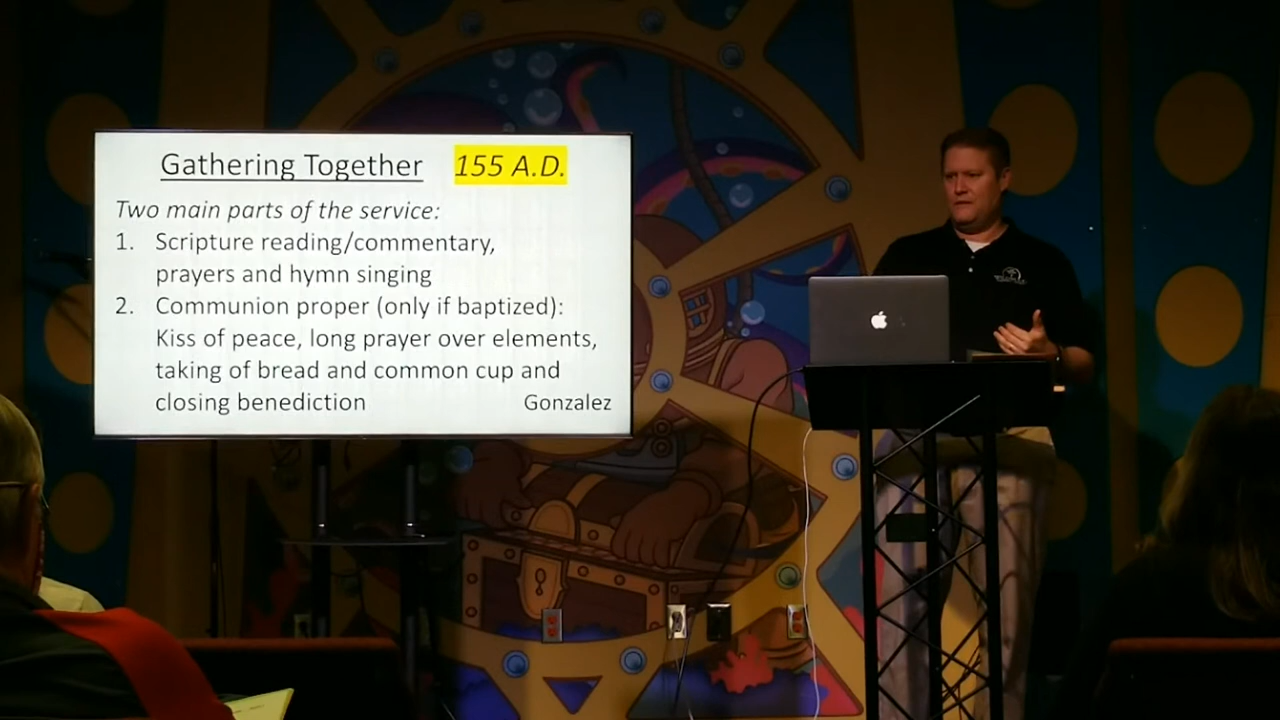 Gathering Together 155 A.D.
Two main parts of the service:
1. Scripture reading/commentary,
prayers and hymn singing
2. Communion proper (only if baptized):
Kiss of peace, long prayer over elements,
taking of bread and common cup and
closing benediction Gonzalez